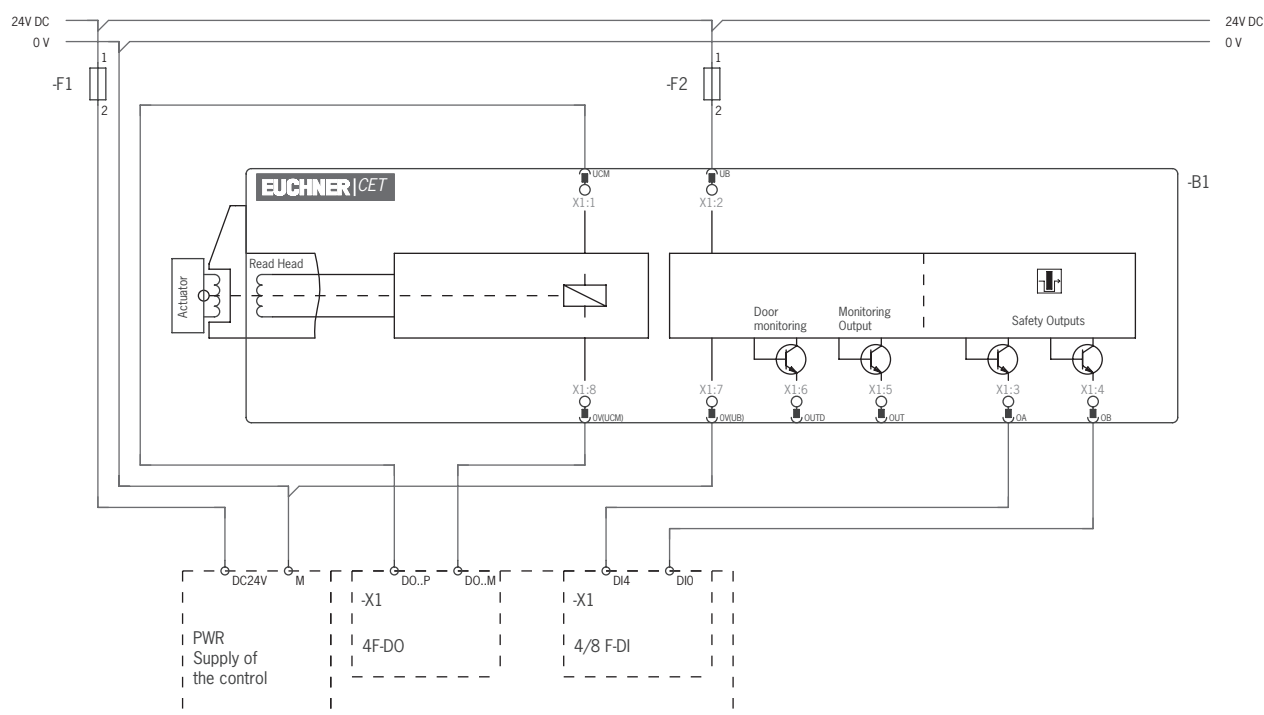 24V DC
24V DC
0 V
0 V
1
1
-F1
-F2
2
2
UCM
UB
EUCHNER CET
-B1
X1:1
X1:2
Read Head
Actuator
Door
monitoring
Monitoring
Output
Safety Outputs
X1:8
X1:7
X1:6
X1:5
X1:3
X1:4
0V(UCM)
0V(UB)
OUTD
OUT
OA
OB
DC24V
M
DO..P
DO..M
DI4
DI0
-X1
-X1
PWR
Supply of
the control
4F-DO
4/8 F-DI